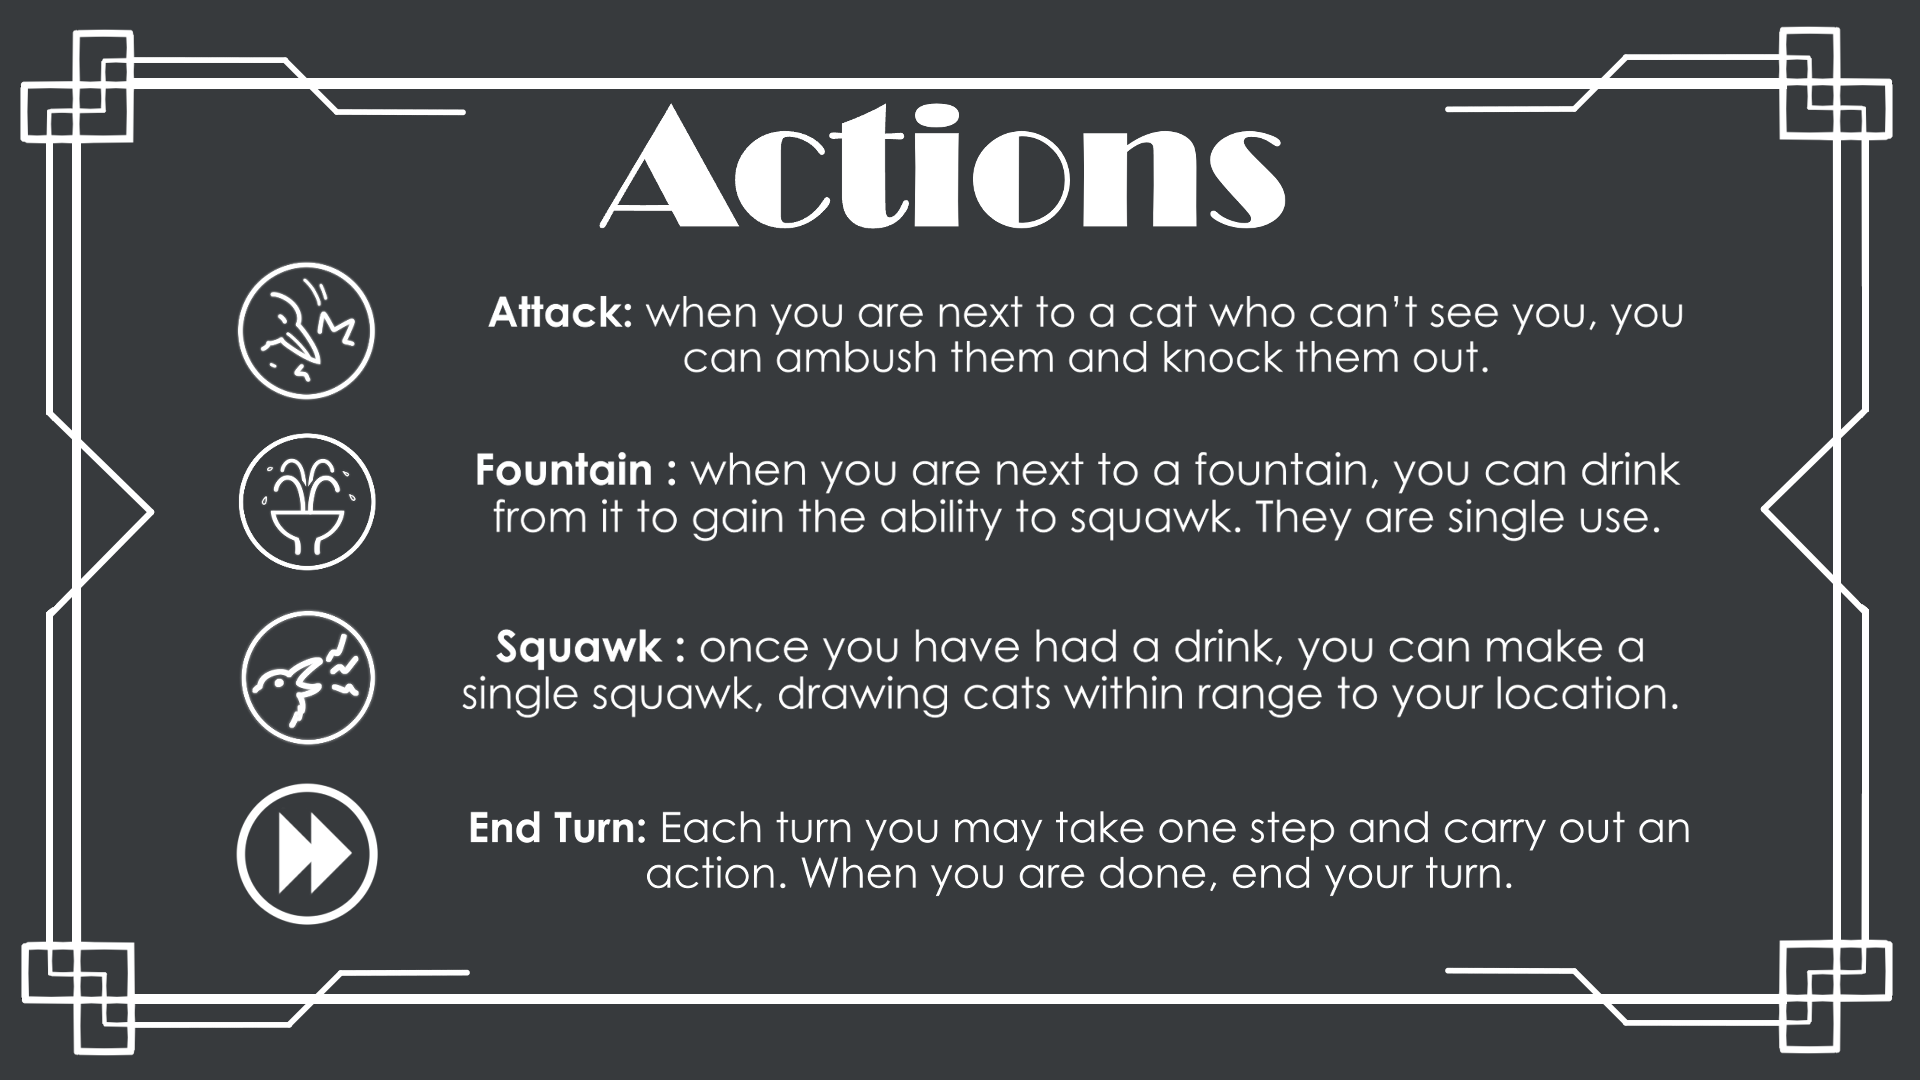 Actions
Attack: when you are next to a cat who can’t see you, you
can ambush them and knock them out.
Fountain : when you are next to a fountain, you can drink
from it to gain the ability to squawk. They are single use.
Squawk : once you have had a drink, you can make a
single squawk, drawing cats within range to your location.
End Turn: Each turn you may take one step and carry out an
action. When you are done, end your turn.